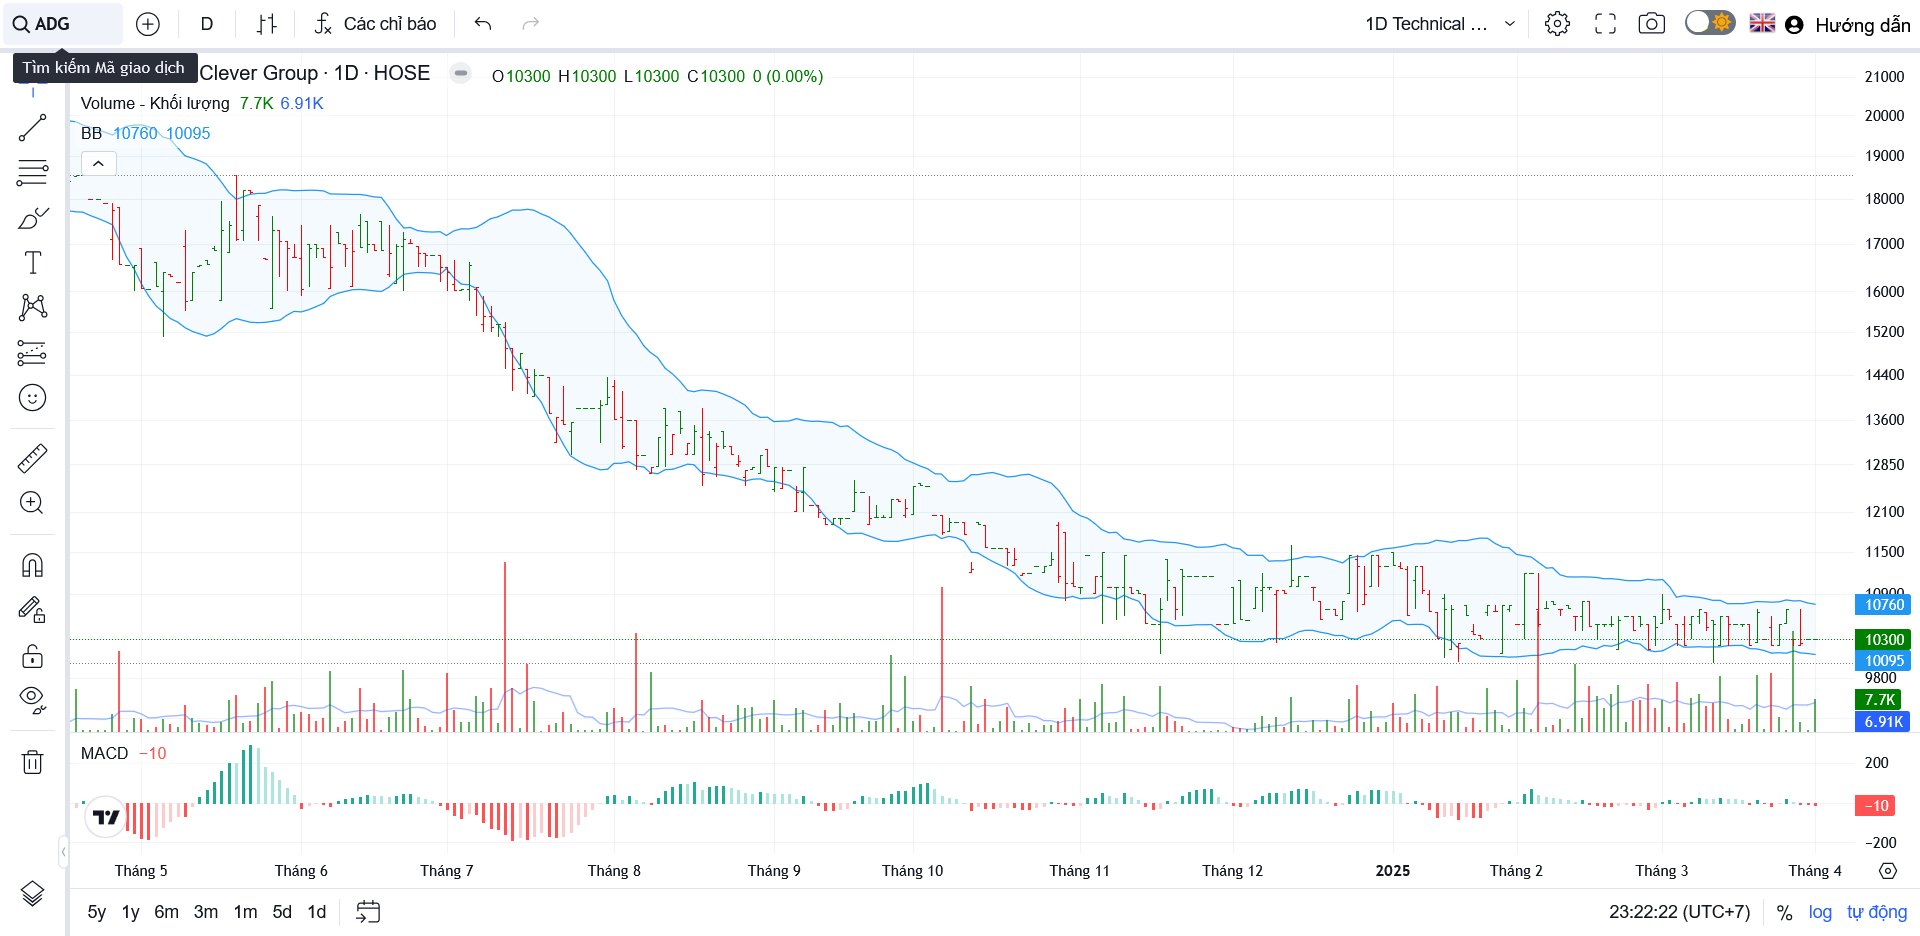 ADG
D
Các chỉ báo
1D Technical ...
Hướng dẫn
Tìm kiếm Mã giao dịch
Clever Group · 1D · HOSE
O10300 H10300 L10300 C10300 0 (0.00%)
Volume - Khối lượng 7.7K 6.91K
BB 10760 10095
21000
20000
19000
18000
17000
16000
15200
14400
13600
12850
12100
11500
10900
10760
10300
10095
9800
7.7K
6.91K
MACD −10
200
−10
−200
Tháng 5 Tháng 6 Tháng 7 Tháng 8 Tháng 9 Tháng 10 Tháng 11 Tháng 12 2025 Tháng 2 Tháng 3 Tháng 4
5y 1y 6m 3m 1m 5d 1d
23:22:22 (UTC+7) % log tự động